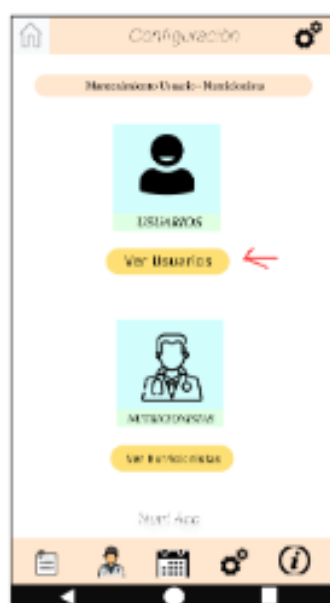 Configuración
Mantenimiento Usuario - Nutricionista
USUARIOS
Ver Usuarios
NUTRICIONISTAS
Ver Nutricionistas
Nutri App